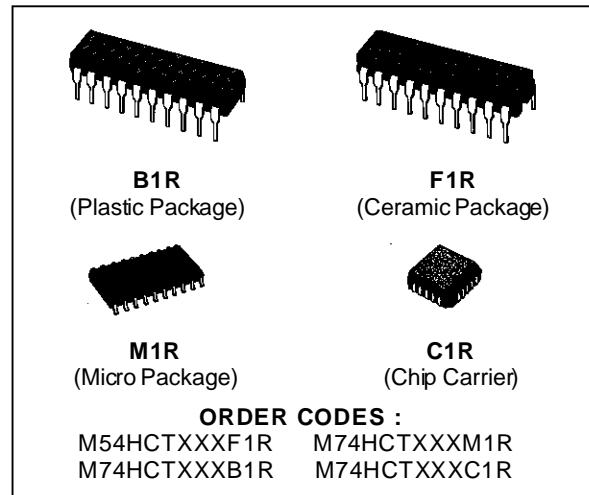 B1R
(Plastic Package)
F1R
(Ceramic Package)
M1R
(Micro Package)
C1R
(Chip Carrier)
ORDER CODES :
M54HCTXXXF1R M74HCTXXXM1R
M74HCTXXXB1R M74HCTXXXC1R